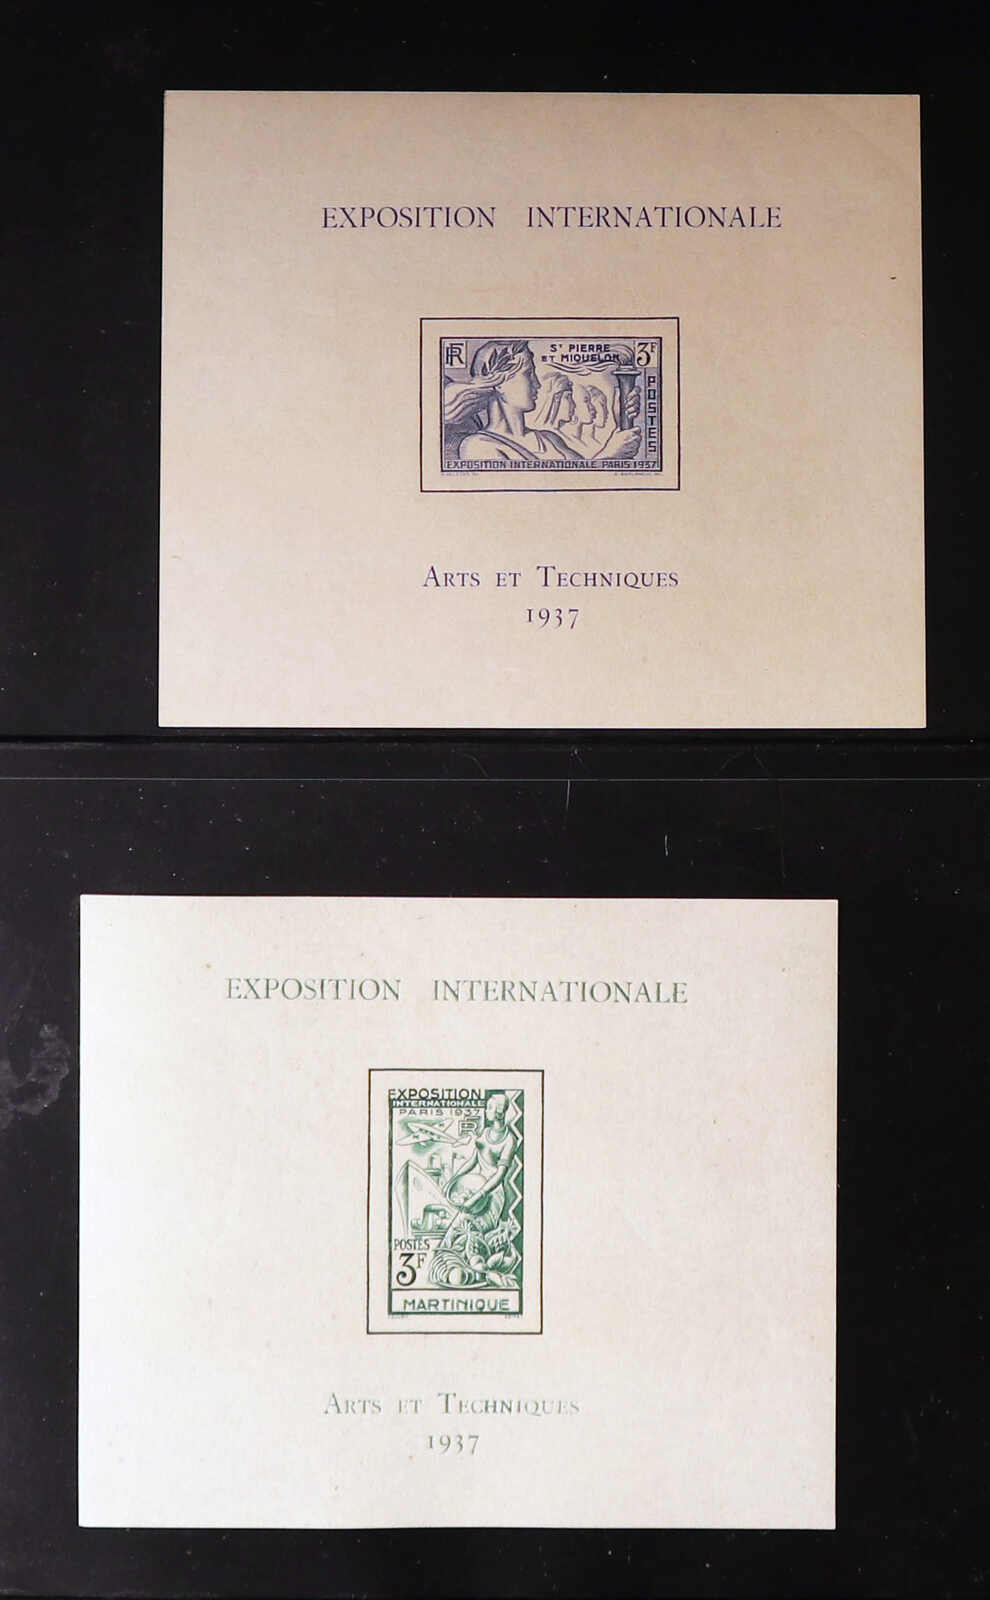 EXPOSITION INTERNATIONALE
RF
ST PIERRE
ET MIQUELON
3F
POSTES
EXPOSITION INTERNATIONALE PARIS 1937
ARTS ET TECHNIQUES
1937
EXPOSITION INTERNATIONALE
EXPOSITION
INTERNATIONALE
PARIS 1937
RF
POSTES
3F
MARTINIQUE
ARTS ET TECHNIQUES
1937